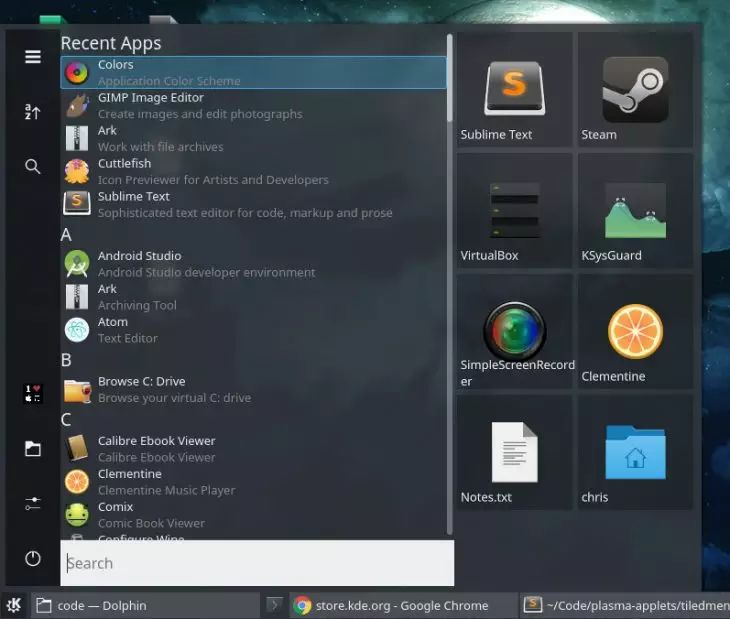 Recent Apps
Colors
Application Color Scheme
GIMP Image Editor
Create images and edit photographs
Ark
Work with file archives
Cuttlefish
Icon Previewer for Artists and Developers
Sublime Text
Sophisticated text editor for code, markup and prose
A
Android Studio
Android Studio developer environment
Ark
Archiving Tool
Atom
Text Editor
B
Browse C: Drive
Browse your virtual C: drive
C
Calibre Ebook Viewer
Calibre Ebook Viewer
Clementine
Clementine Music Player
Comix
Comic Book Viewer
Configure Wine
Search
Sublime Text
Steam
VirtualBox
KSysGuard
SimpleScreenRecord
er
Clementine
Notes.txt
chris
code — Dolphin
store.kde.org - Google Chrome
~/Code/plasma-applets/tiledmen